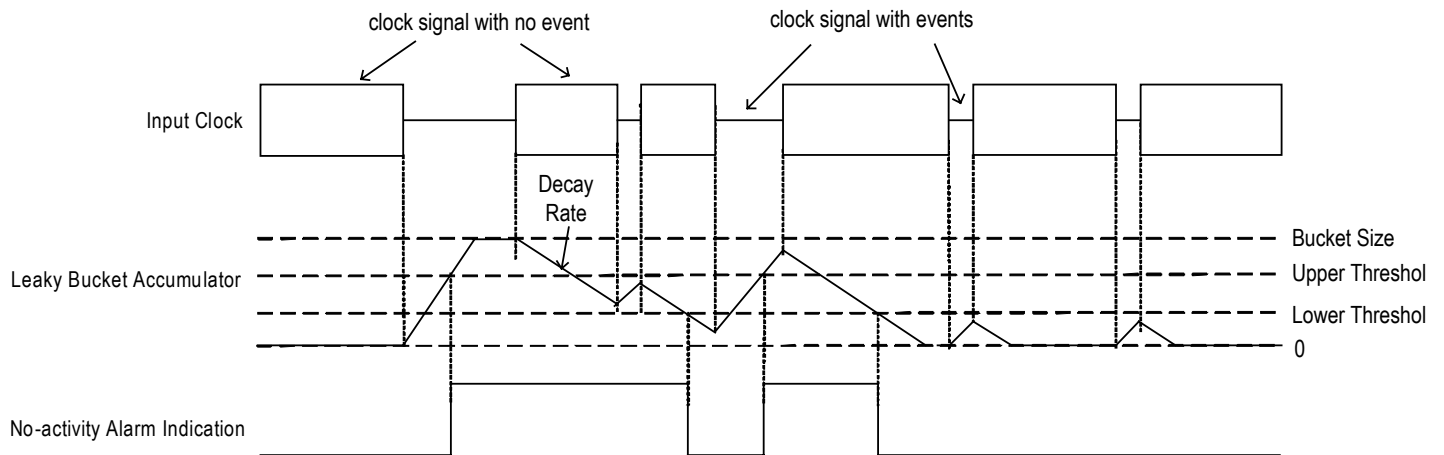 clock signal with no event
clock signal with events
Input Clock
Decay
Rate
Bucket Size
Leaky Bucket Accumulator
Upper Threshol
Lower Threshol
0
No-activity Alarm Indication